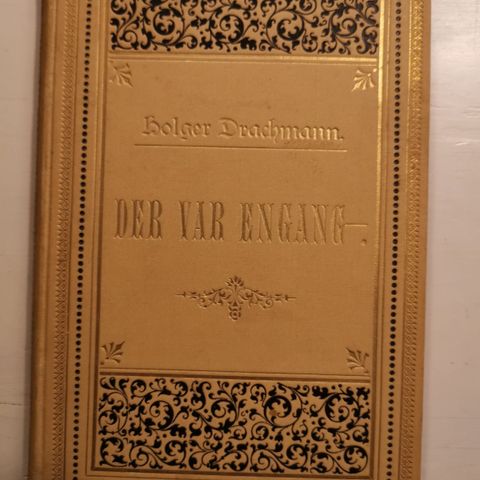 Holger Drachmann.
DER VAR ENGANG—.